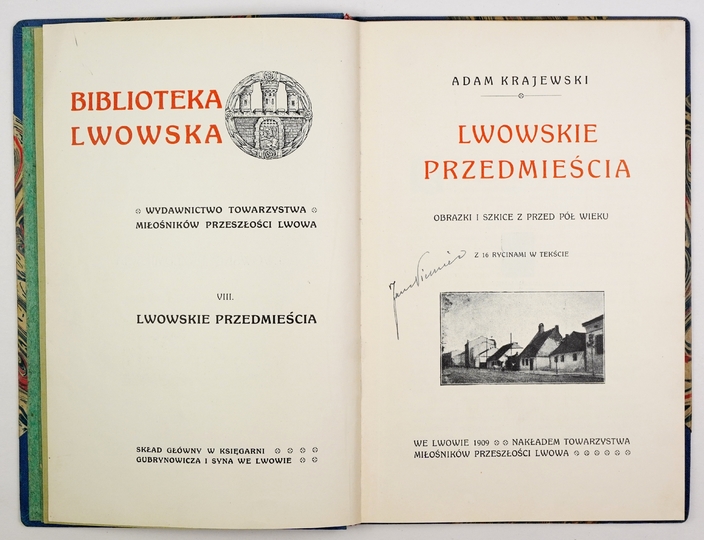 BIBLIOTEKA
LWOWSKA
WYDAWNICTWO TOWARZYSTWA
MIŁOŚNIKÓW PRZESZŁOŚCI LWOWA
VIII.
LWOWSKIE PRZEDMIEŚCIA
SKŁAD GŁÓWNY W KSIĘGARNI
GUBRYNOWICZA I SYNA WE LWOWIE
ADAM KRAJEWSKI
LWOWSKIE
PRZEDMIEŚCIA
OBRAZKI I SZKICE Z PRZED PÓŁ WIEKU
Z 16 RYCINAMI W TEKŚCIE
WE LWOWIE 1909 NAKŁADEM TOWARZYSTWA
MIŁOŚNIKÓW PRZESZŁOŚCI LWOWA